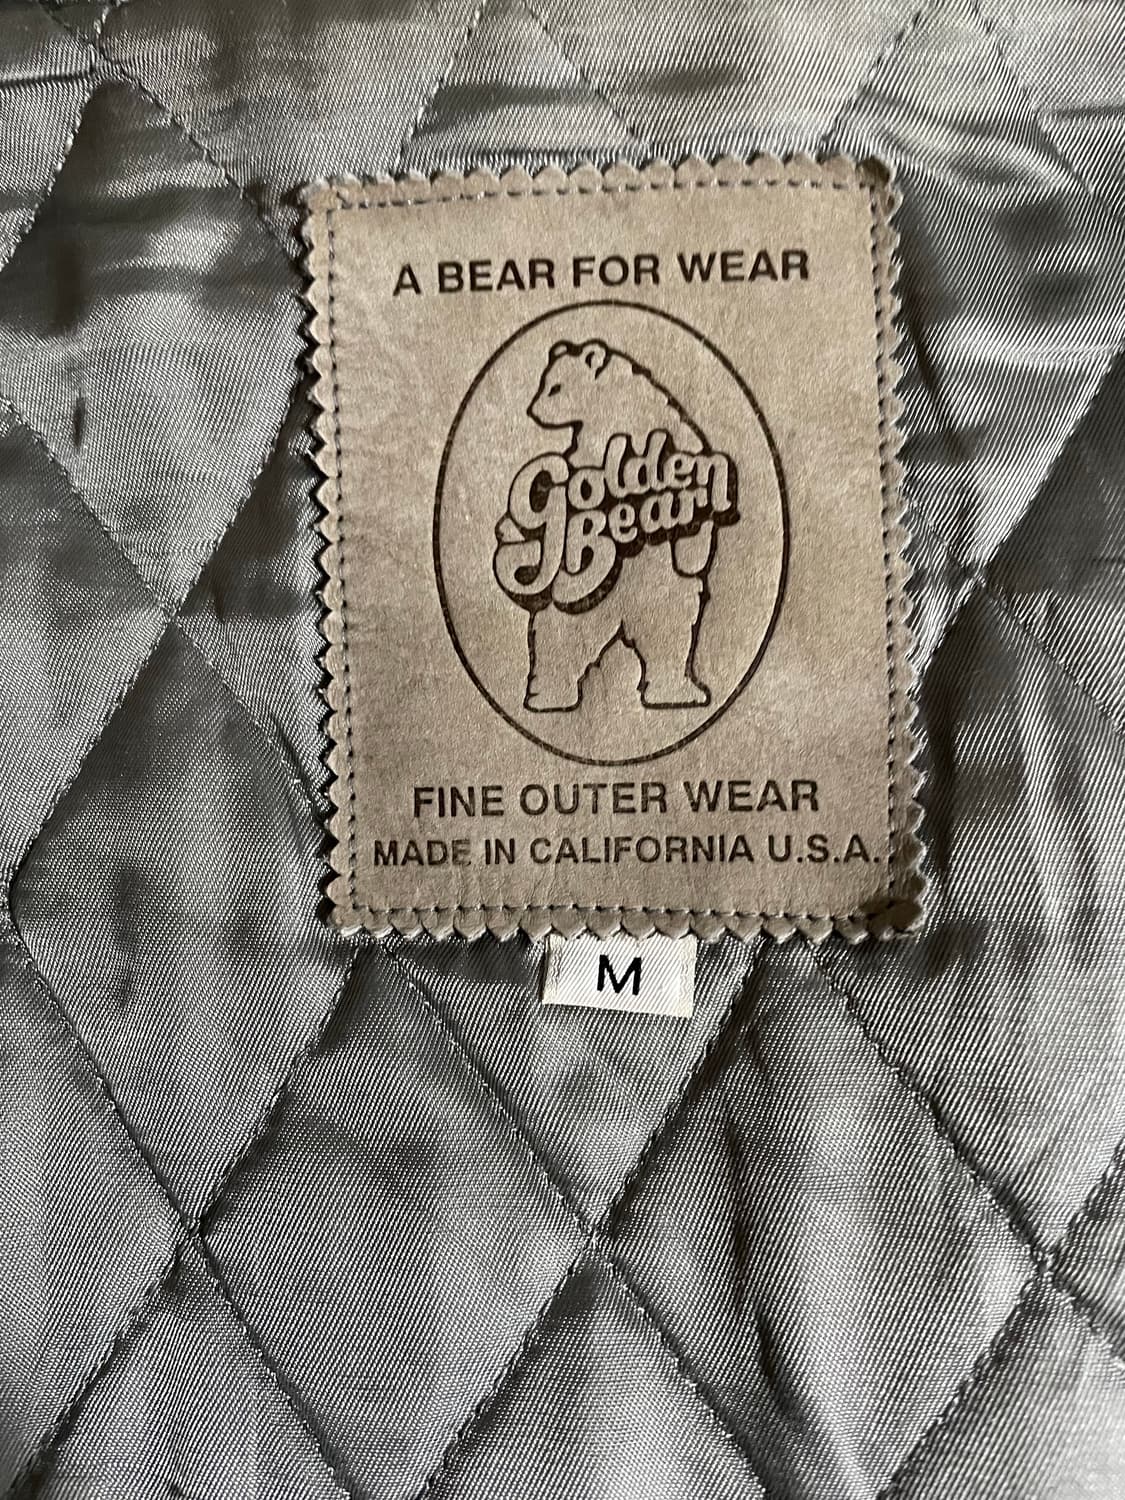 A BEAR FOR WEAR
Golden
Bear
FINE OUTER WEAR
MADE IN CALIFORNIA U.S.A.
M